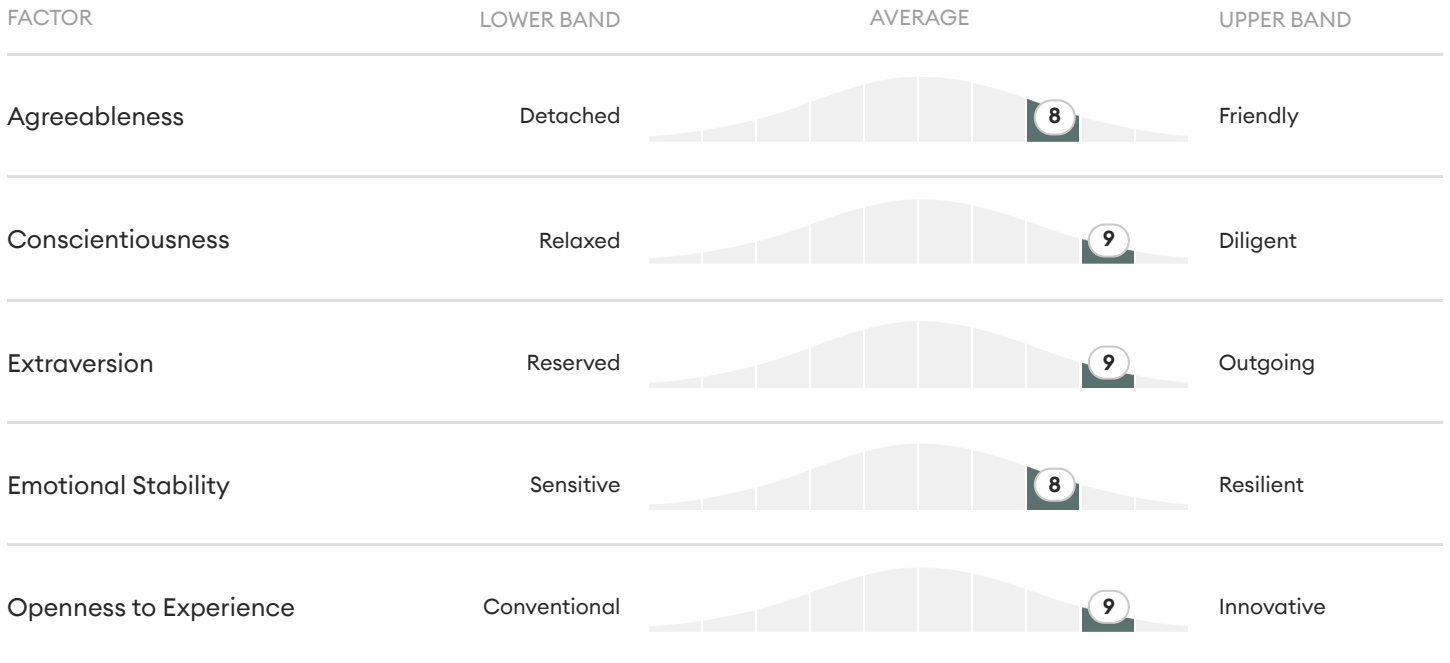 FACTOR LOWER BAND AVERAGE UPPER BAND
Agreeableness Detached 8 Friendly
Conscientiousness Relaxed 9 Diligent
Extraversion Reserved 9 Outgoing
Emotional Stability Sensitive 8 Resilient
Openness to Experience Conventional 9 Innovative